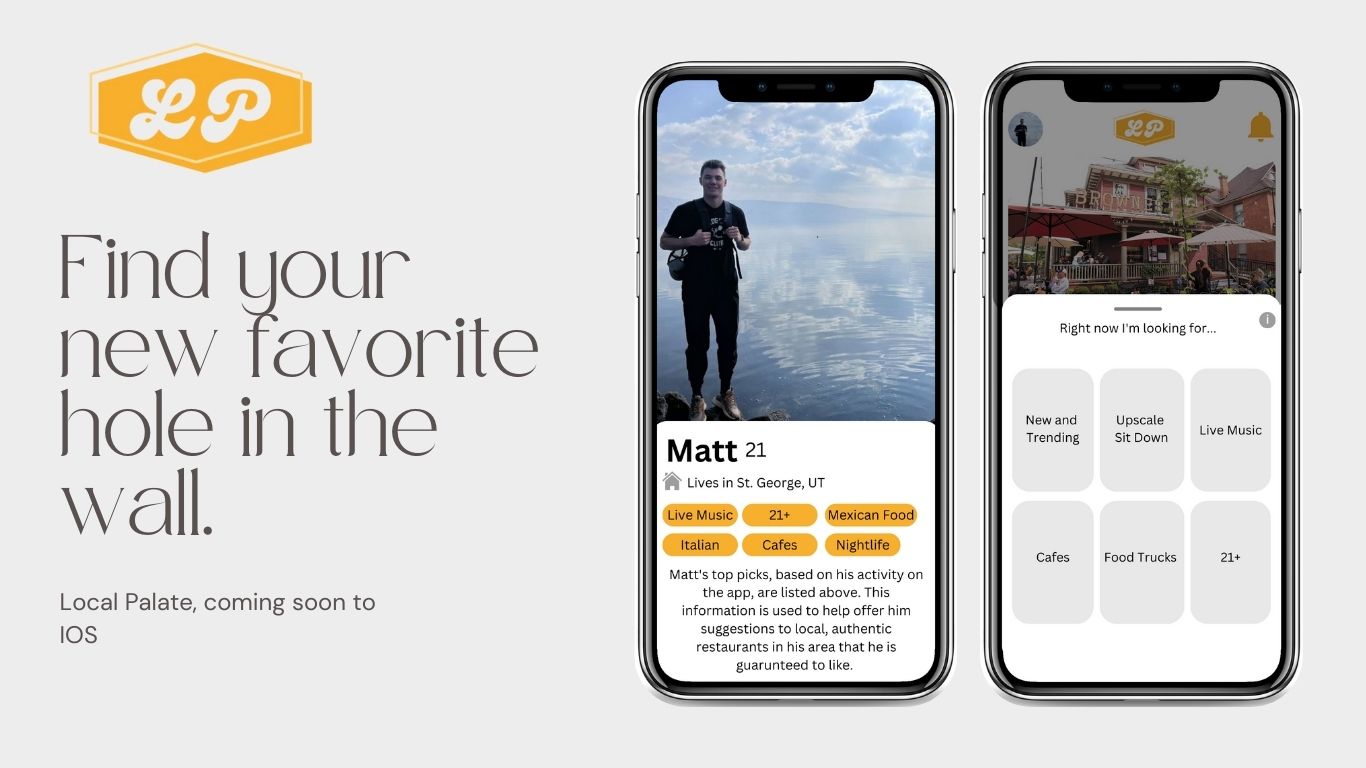 LP
Find your
new favorite
hole in the
wall.
Local Palate, coming soon to
IOS
Matt 21
Lives in St. George, UT
Live Music 21+ Mexican Food
Italian Cafes Nightlife
Matt's top picks, based on his activity on
the app, are listed above. This
information is used to help offer him
suggestions to local, authentic
restaurants in his area that he is
guarunteed to like.
LP
Right now I'm looking for...
i
New and
Trending
Upscale
Sit Down
Live Music
Cafes
Food Trucks
21+